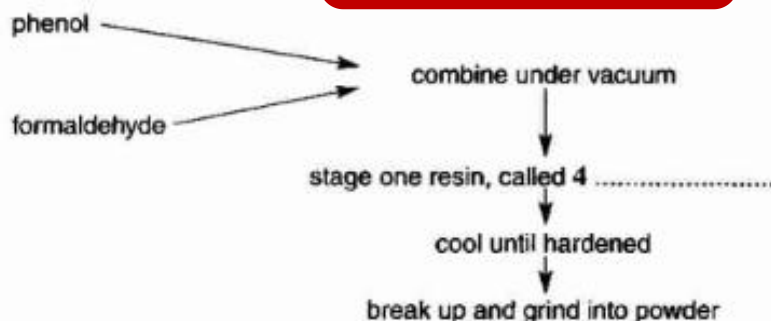 phenol
combine under vacuum
formaldehyde
stage one resin, called 4 ....................
cool until hardened
break up and grind into powder